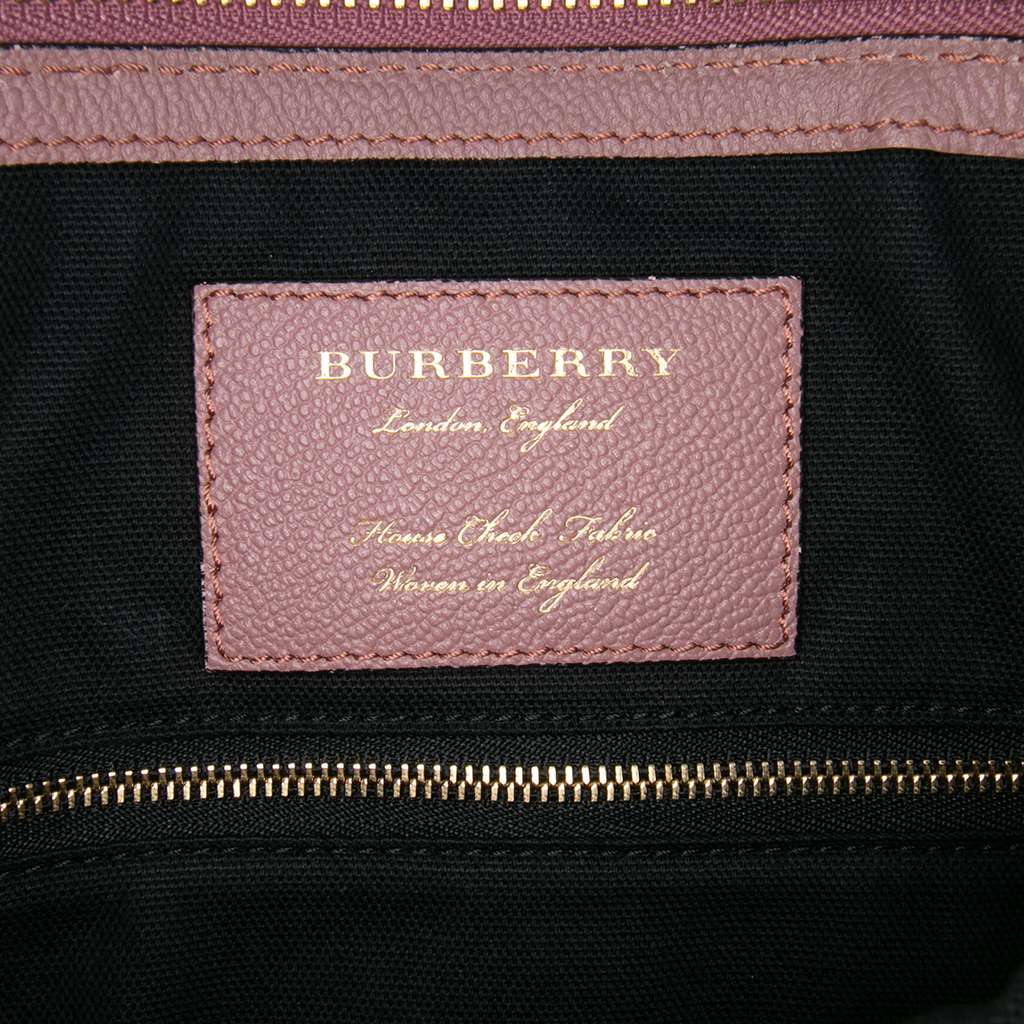 BURBERRY
London, England
House Check Fabric
Woven in England